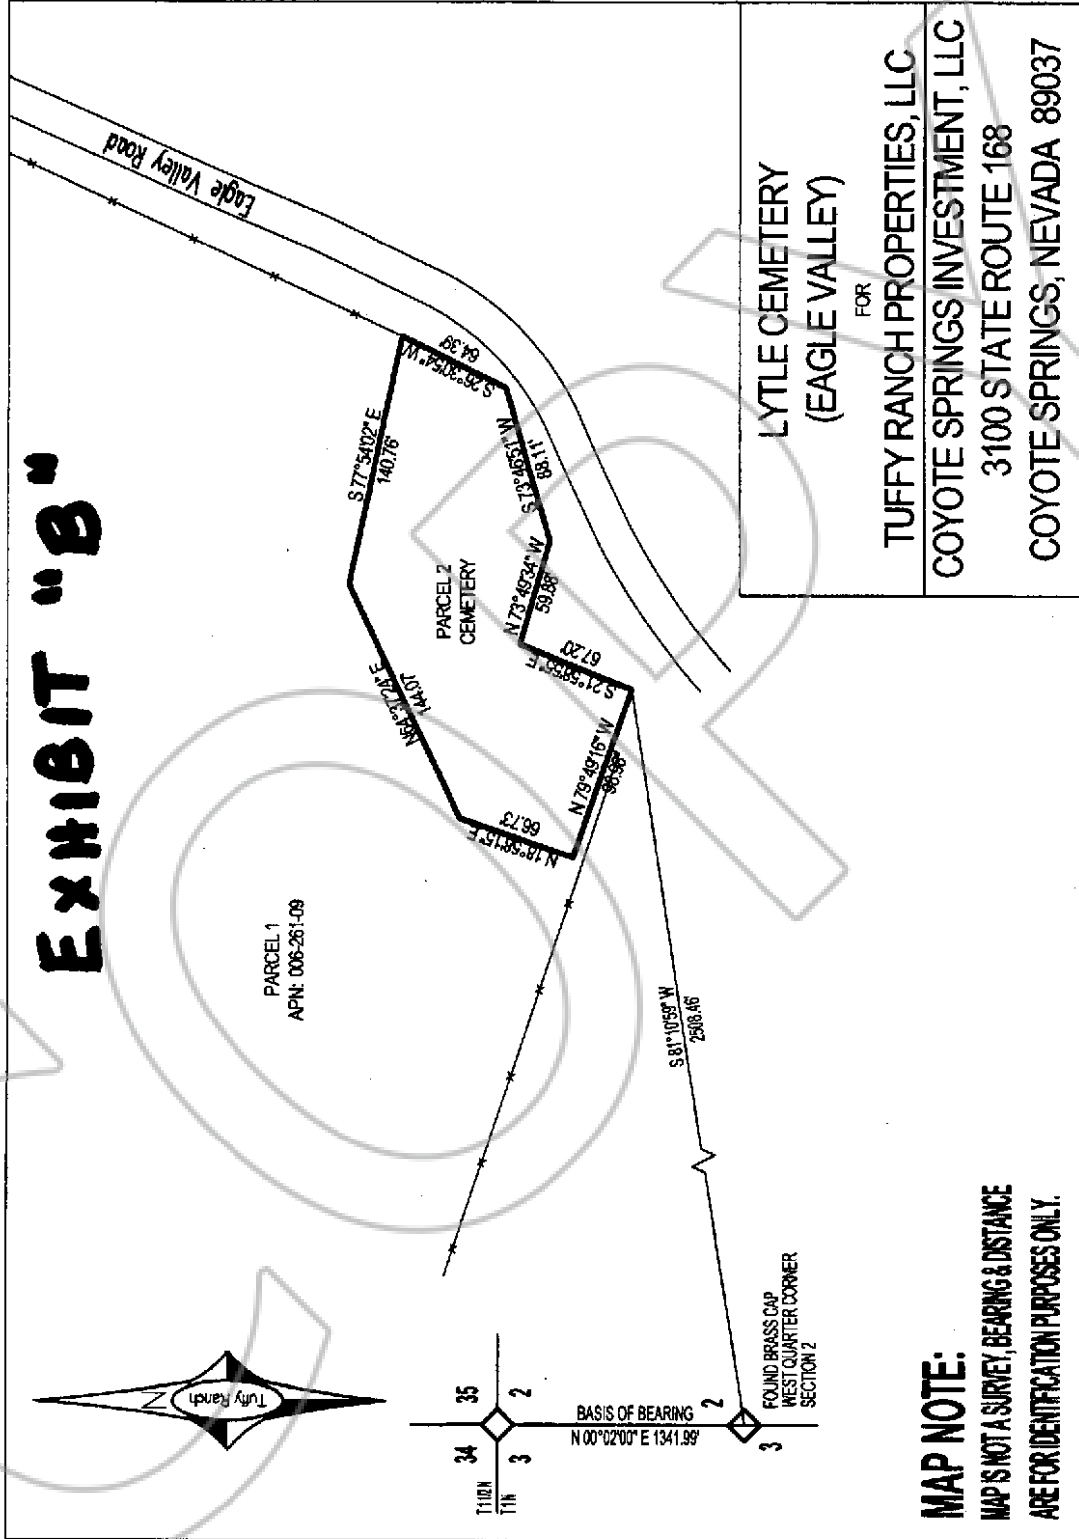 EXHIBIT "B"
Eagle Valley Road
S 77°54'02" E
140.76'
S 26°30'54" W
64.39'
N64°37'24" E
144.07'
PARCEL 2
CEMETERY
S 73°46'51" W
88.11'
N 73°49'34" W
59.88'
S 21°58'55" E
67.20'
N 18°58'15" E
66.73'
N 79°49'16" W
98.98'
PARCEL 1
APN: 006-261-09
S 81°10'59" W
2508.46'
N
Tuffy Ranch
34
35
3
2
T1 1/2N
T1N
BASIS OF BEARING
N 00°02'00" E 1341.99'
2
3
FOUND BRASS CAP
WEST QUARTER CORNER
SECTION 2
MAP NOTE:
MAP IS NOT A SURVEY, BEARING & DISTANCE
ARE FOR IDENTIFICATION PURPOSES ONLY.
LYTLE CEMETERY
(EAGLE VALLEY)
FOR
TUFFY RANCH PROPERTIES, LLC
COYOTE SPRINGS INVESTMENT, LLC
3100 STATE ROUTE 168
COYOTE SPRINGS, NEVADA 89037
COPY